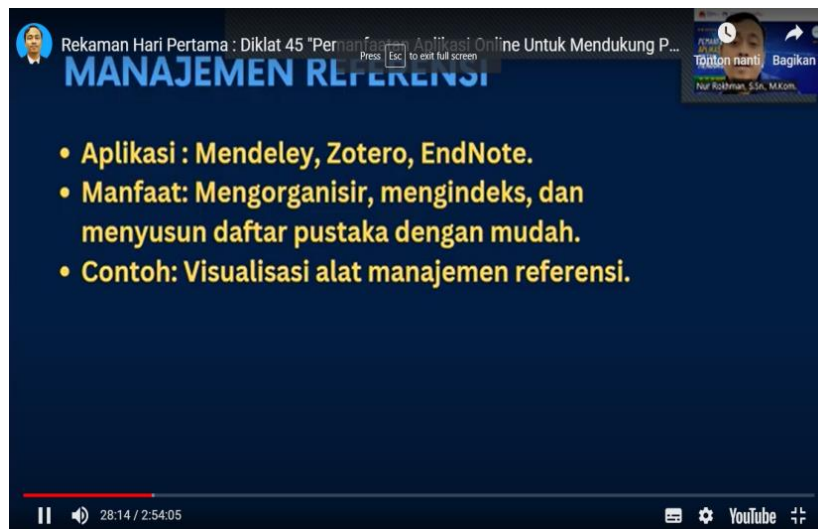 Rekaman Hari Pertama : Diklat 45 "Permanfaatan Aplikasi Online Untuk Mendukung P...
Press Esc to exit full screen
Tonton nanti
Bagikan
Nur Rokhman, S.Sn., M.Kom.
MANAJEMEN REFERENSI
• Aplikasi : Mendeley, Zotero, EndNote.
• Manfaat: Mengorganisir, mengindeks, dan
menyusun daftar pustaka dengan mudah.
• Contoh: Visualisasi alat manajemen referensi.
28:14 / 2:54:05
YouTube